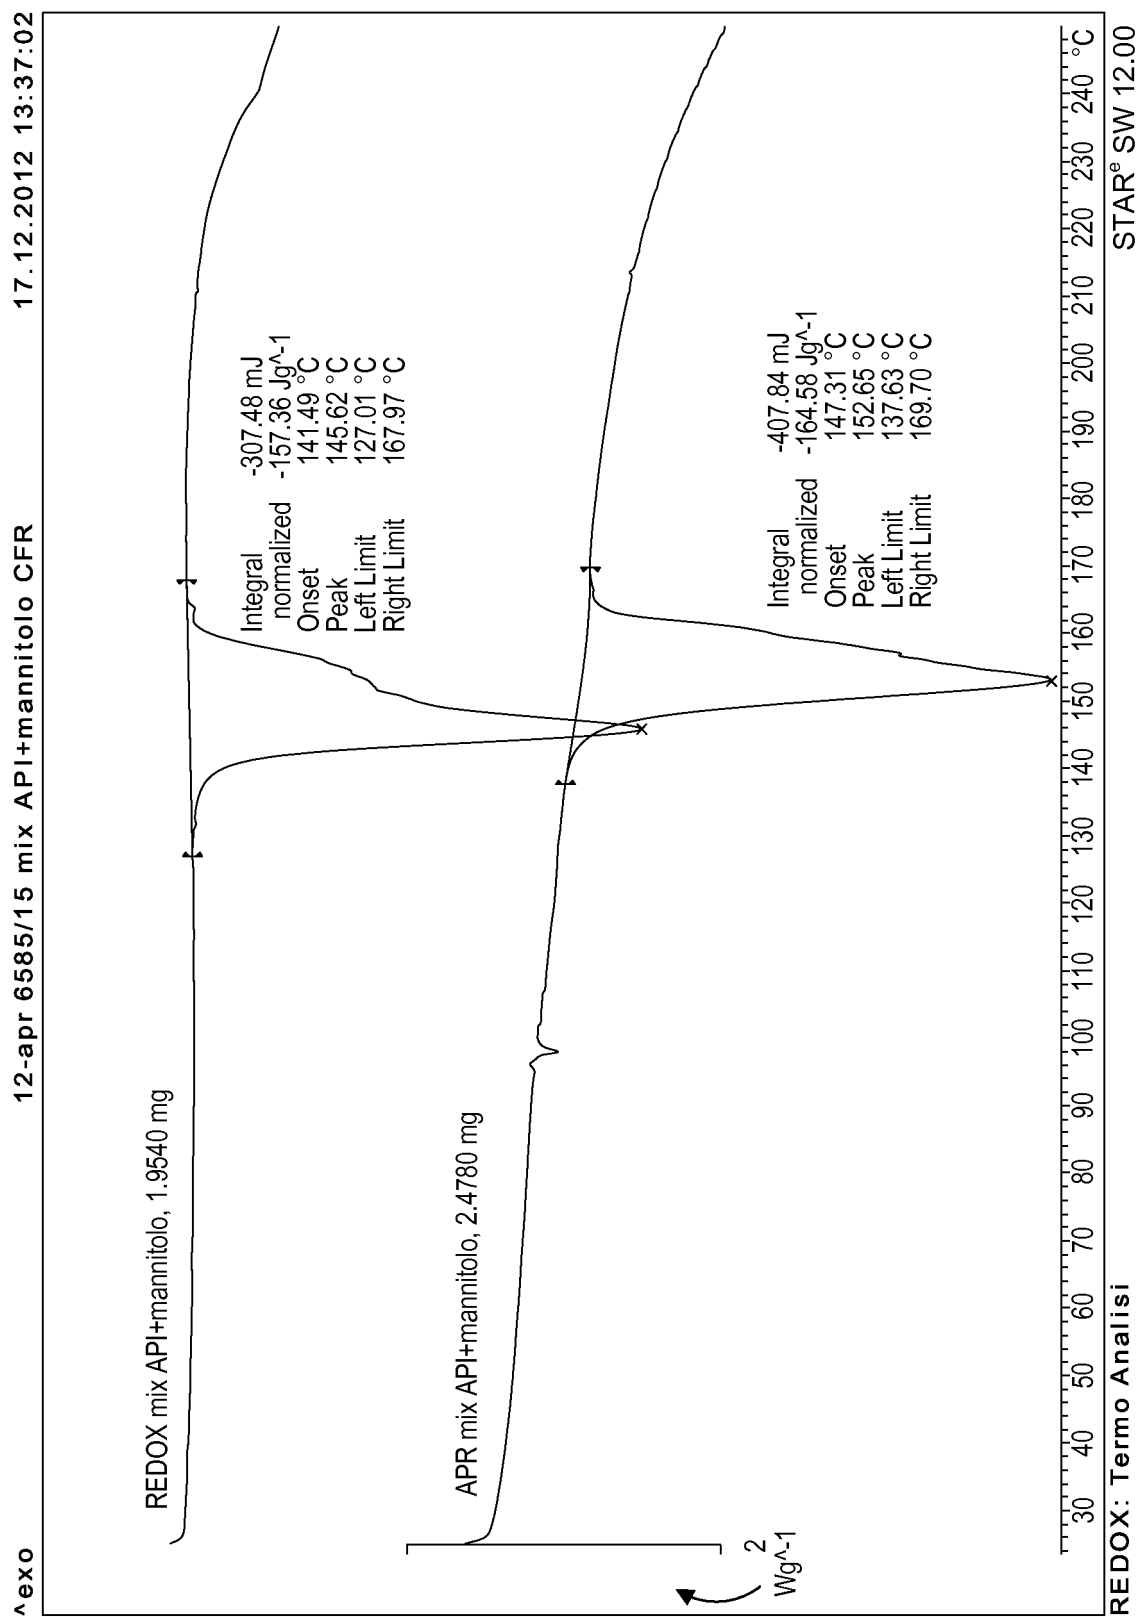 ^exo
12-apr 6585/15 mix API+mannitolo CFR
17.12.2012 13:37:02
REDOX mix API+mannitolo, 1.9540 mg
Integral -307.48 mJ
normalized -157.36 Jg^-1
Onset 141.49 °C
Peak 145.62 °C
Left Limit 127.01 °C
Right Limit 167.97 °C
APR mix API+mannitolo, 2.4780 mg
Integral -407.84 mJ
normalized -164.58 Jg^-1
Onset 147.31 °C
Peak 152.65 °C
Left Limit 137.63 °C
Right Limit 169.70 °C
2
Wg^-1
30 40 50 60 70 80 90 100 110 120 130 140 150 160 170 180 190 200 210 220 230 240 °C
REDOX: Termo Analisi
STARe SW 12.00